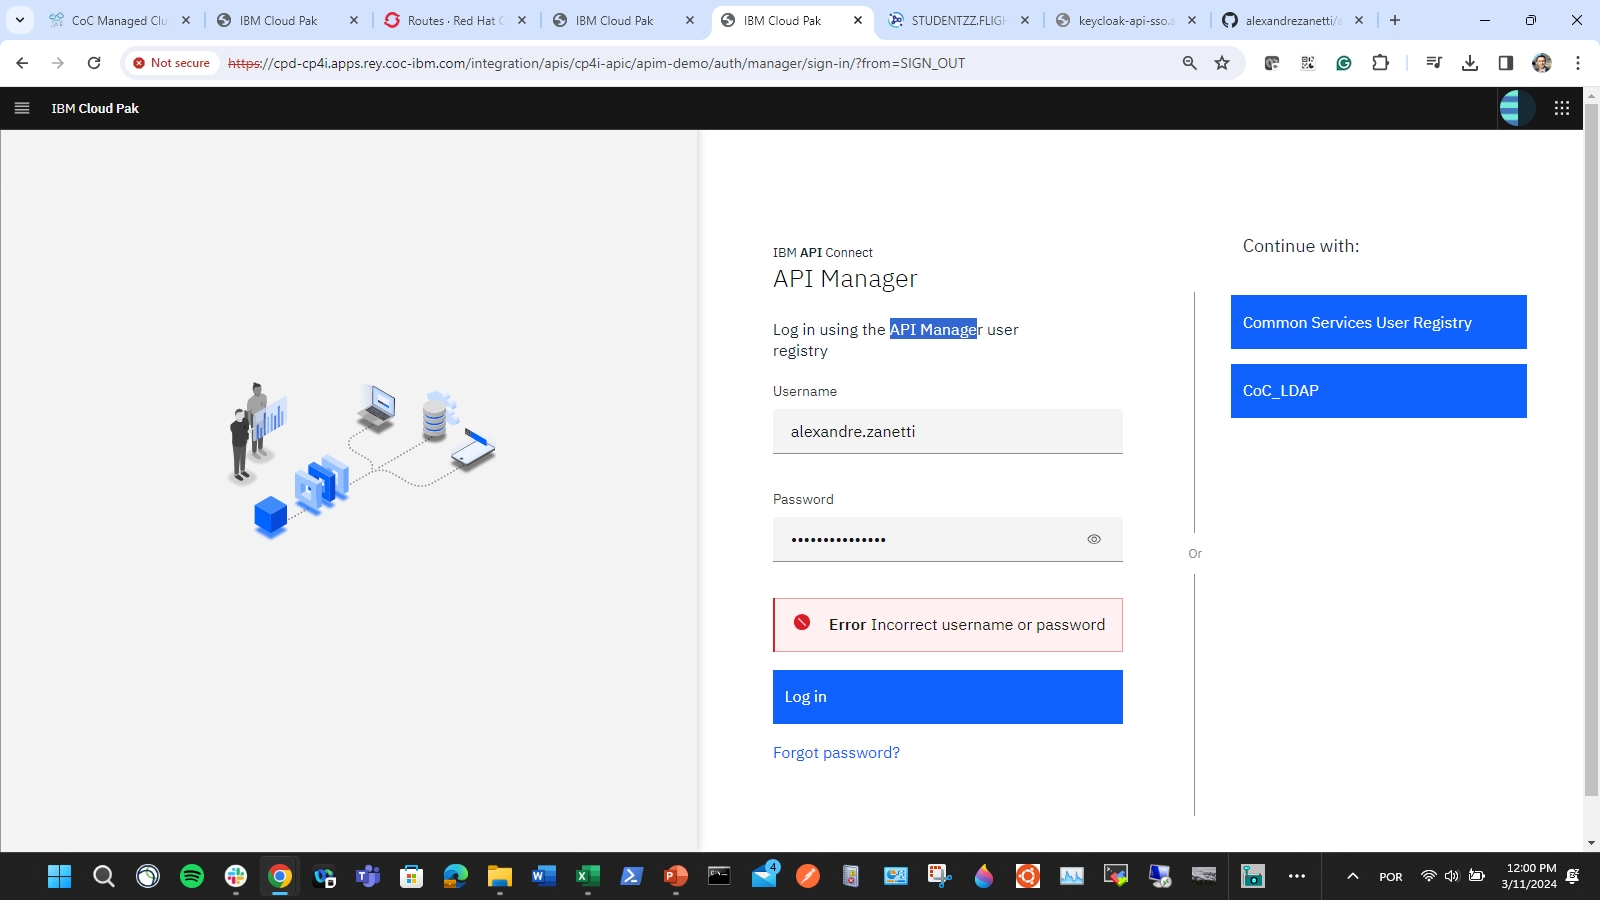 CoC Managed Clu
IBM Cloud Pak
Routes · Red Hat C
IBM Cloud Pak
IBM Cloud Pak
STUDENTZZ.FLIGH
keycloak-api-sso.a
alexandrezanetti/a
Not secure
https://cpd-cp4i.apps.rey.coc-ibm.com/integration/apis/cp4i-apic/apim-demo/auth/manager/sign-in/?from=SIGN_OUT
IBM Cloud Pak
IBM API Connect
API Manager
Log in using the API Manager user
registry
Username
alexandre.zanetti
Password
Error Incorrect username or password
Log in
Forgot password?
Or
Continue with:
Common Services User Registry
CoC_LDAP
4
POR
12:00 PM
3/11/2024